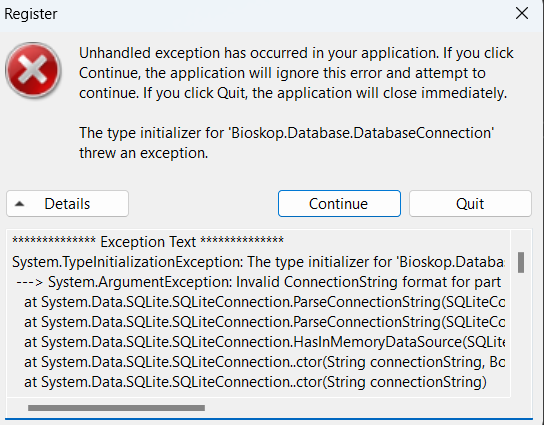 Register
Unhandled exception has occurred in your application. If you click
Continue, the application will ignore this error and attempt to
continue. If you click Quit, the application will close immediately.
The type initializer for 'Bioskop.Database.DatabaseConnection'
threw an exception.
Details
Continue
Quit
************** Exception Text **************
System.TypeInitializationException: The type initializer for 'Bioskop.Databas
---> System.ArgumentException: Invalid ConnectionString format for part
at System.Data.SQLite.SQLiteConnection.ParseConnectionString(SQLiteCo
at System.Data.SQLite.SQLiteConnection.ParseConnectionString(SQLiteCo
at System.Data.SQLite.SQLiteConnection.HasInMemoryDataSource(SQLite
at System.Data.SQLite.SQLiteConnection..ctor(String connectionString, Bo
at System.Data.SQLite.SQLiteConnection..ctor(String connectionString)